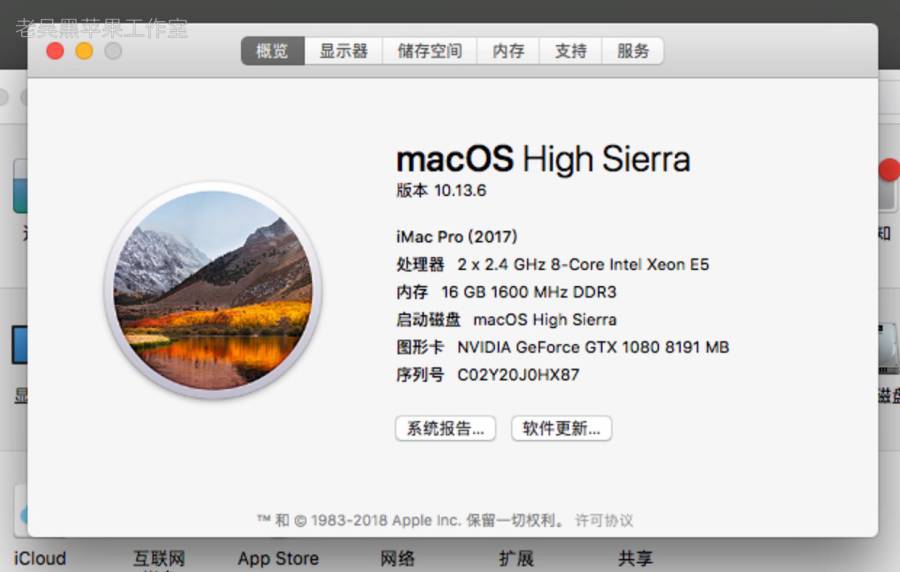 老吴黑苹果工作室
概览 显示器 储存空间 内存 支持 服务
macOS High Sierra
版本 10.13.6
iMac Pro (2017)
处理器 2 x 2.4 GHz 8-Core Intel Xeon E5
内存 16 GB 1600 MHz DDR3
启动磁盘 macOS High Sierra
图形卡 NVIDIA GeForce GTX 1080 8191 MB
序列号 C02Y20J0HX87
系统报告... 软件更新...
™ 和 © 1983-2018 Apple Inc. 保留一切权利。 许可协议
知
磁盘
iCloud 互联网 App Store 网络 扩展 共享